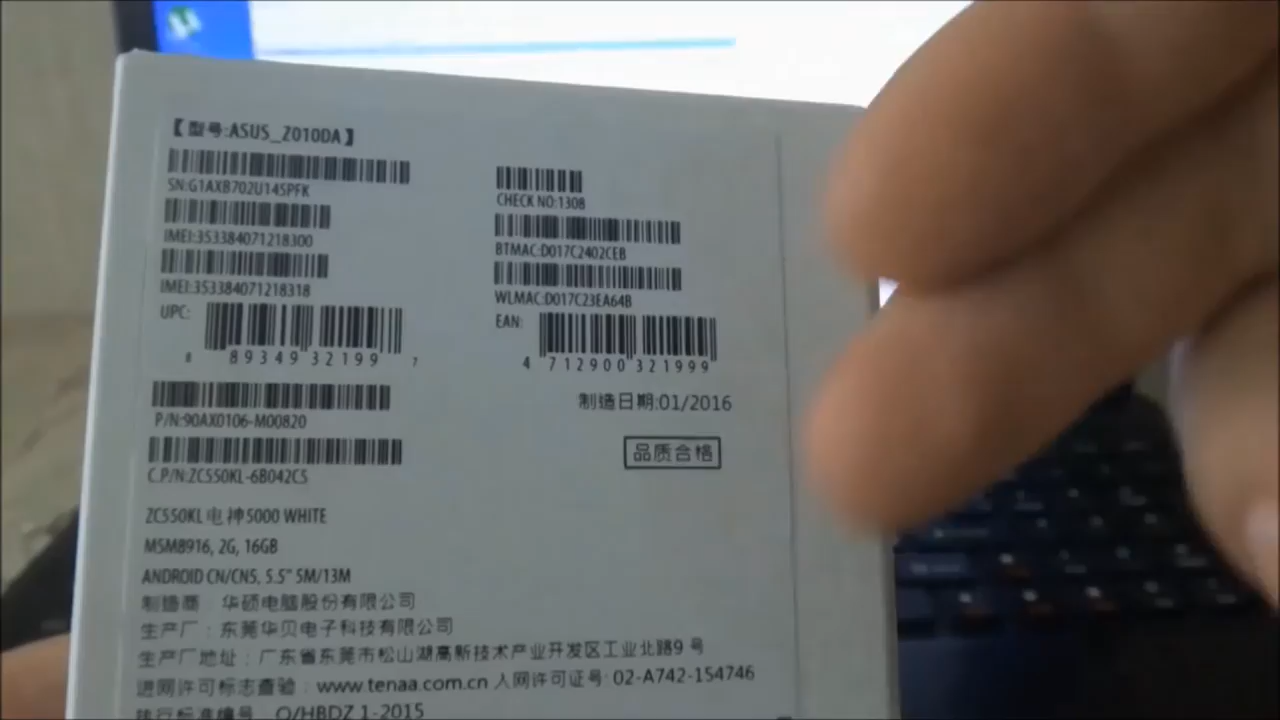 【型号:ASUS_Z010DA】
SN:G1AXB702U145PFK
IMEI:353384071218300
IMEI:353384071218318
UPC:
8 89349 32199 7
P/N:90AX0106-M00820
C.P/N:ZC550KL-6B042CS
CHECK NO:1308
BTMAC:D017C2402CEB
WLMAC:D017C23EA64B
EAN:
4 712900 321999
制造日期:01/2016
品质合格
ZC550KL 电神5000 WHITE
MSM8916, 2G, 16GB
ANDROID CN/CN5, 5.5" 5M/13M
制造商：华硕电脑股份有限公司
生产厂：东莞华贝电子科技有限公司
生产厂地址：广东省东莞市松山湖高新技术产业开发区工业北路9号
进网许可标志查验：www.tenaa.com.cn 入网许可证号: 02-A742-154746
执行标准编号 Q/HBDZ 1-2015